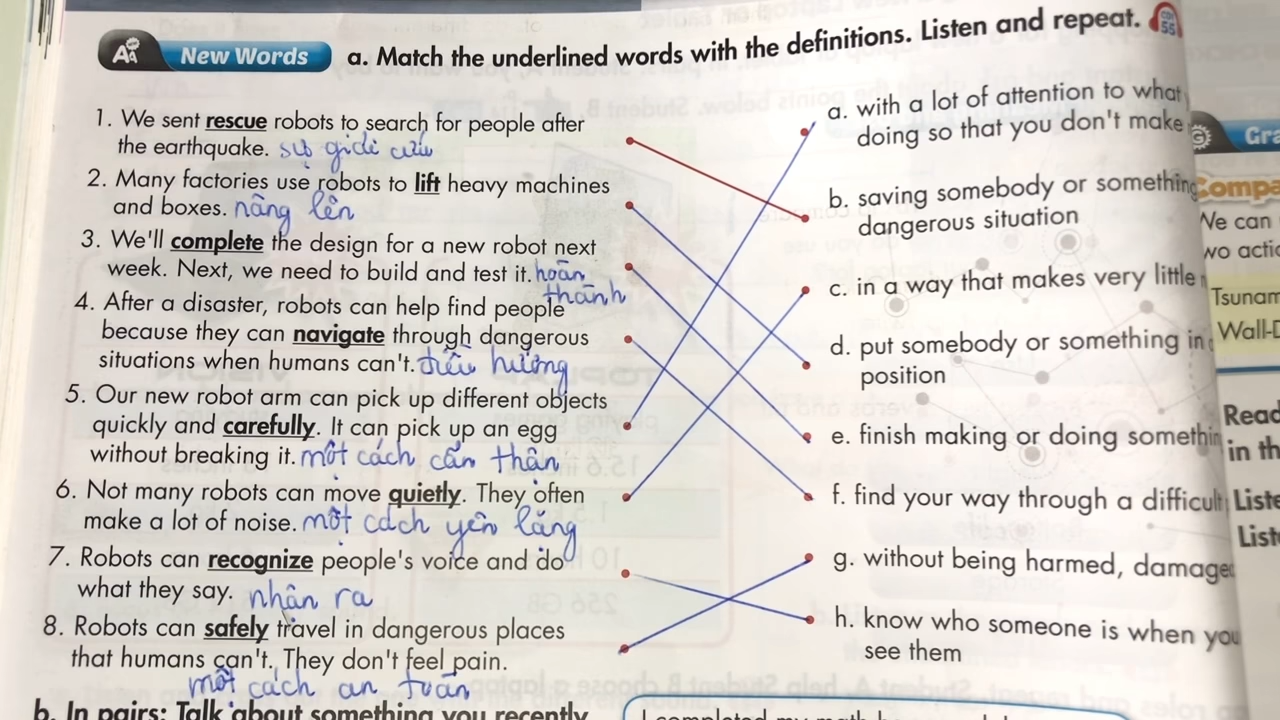 New Words a. Match the underlined words with the definitions. Listen and repeat. CD1 55
1. We sent rescue robots to search for people after
the earthquake. sự giải cứu
2. Many factories use robots to lift heavy machines
and boxes. nâng lên
3. We'll complete the design for a new robot next
week. Next, we need to build and test it. hoàn
thành
4. After a disaster, robots can help find people
because they can navigate through dangerous
situations when humans can't. điều hướng
5. Our new robot arm can pick up different objects
quickly and carefully. It can pick up an egg
without breaking it. một cách cẩn thận
6. Not many robots can move quietly. They often
make a lot of noise. một cách yên lặng
7. Robots can recognize people's voice and do
what they say. nhận ra
8. Robots can safely travel in dangerous places
that humans can't. They don't feel pain.
một cách an toàn
b. In pairs: Talk about something you recently
a. with a lot of attention to what
doing so that you don't make
b. saving somebody or something
dangerous situation
c. in a way that makes very little
d. put somebody or something in
position
e. finish making or doing somethin
f. find your way through a difficult
g. without being harmed, damage
h. know who someone is when you
see them
G Gra
Compa
We can
wo actio
Tsunam
Wall-
Read
in th
Liste
List